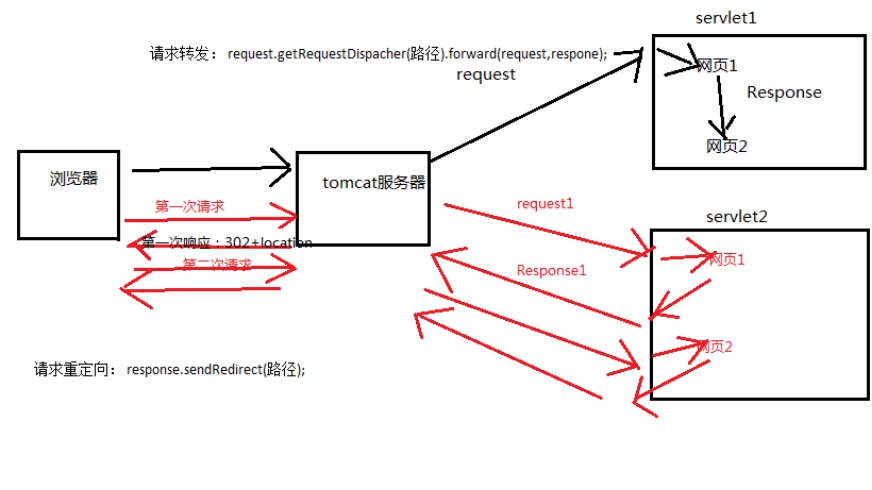 servlet1
请求转发： request.getRequestDispacher(路径).forward(request,respone);
request
网页1
Response
网页2
浏览器
tomcat服务器
第一次请求
request1
servlet2
第一次响应：302+location
第二次请求
Response1
网页1
网页2
请求重定向： response.sendRedirect(路径);